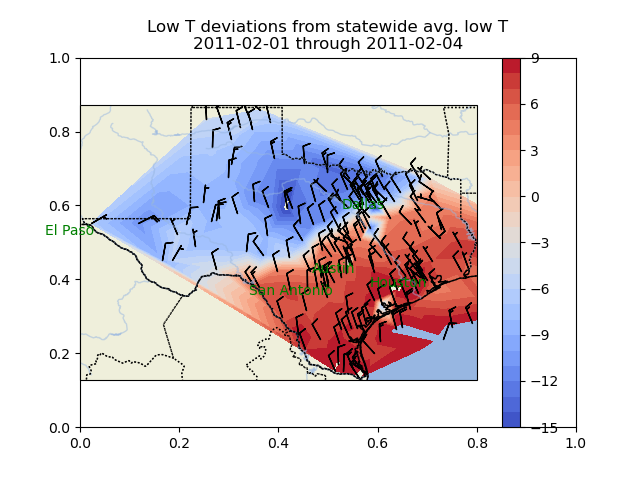 Low T deviations from statewide avg. low T
2011-02-01 through 2011-02-04
1.0
0.8
0.6
0.4
0.2
0.0
0.0 0.2 0.4 0.6 0.8 1.0
El Paso
Dallas
Austin
San Antonio
Houston
9
6
3
0
−3
−6
−9
−12
−15